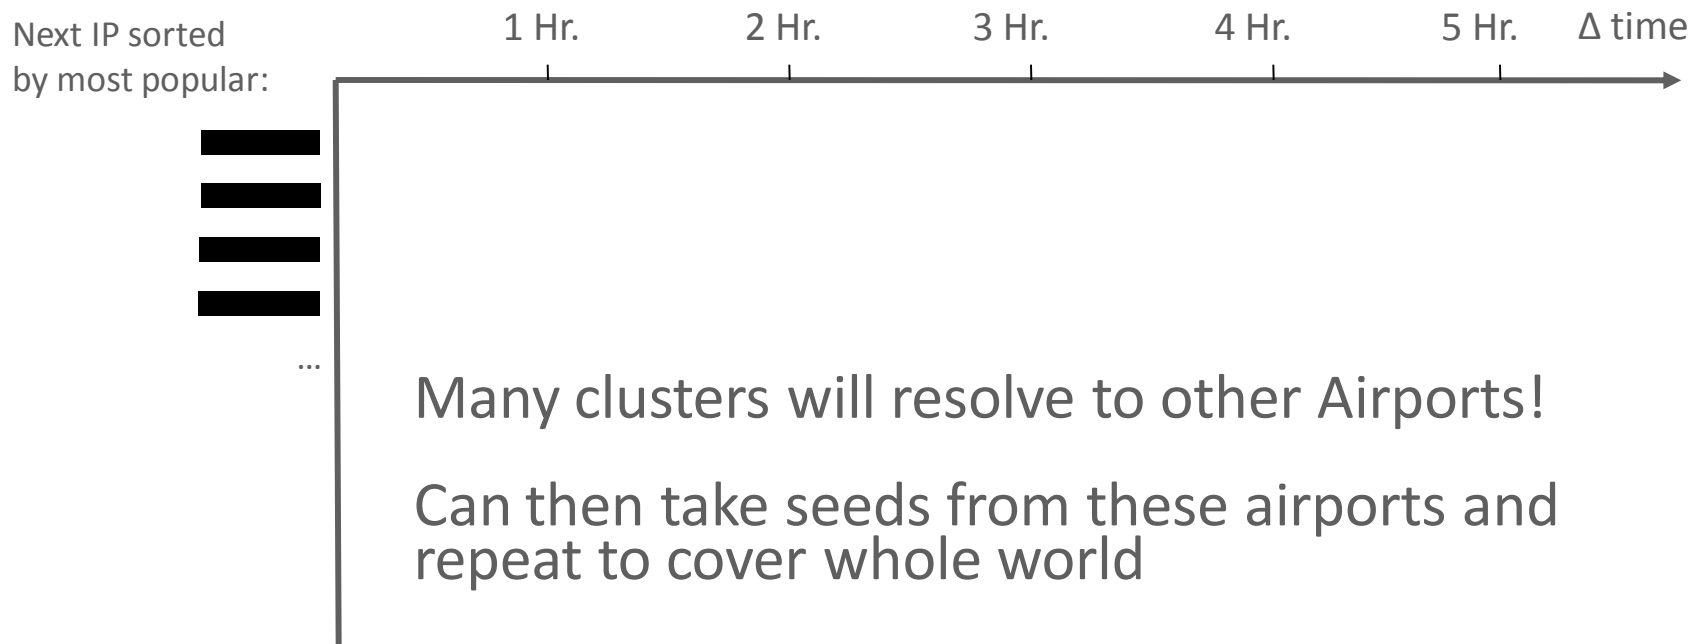 Next IP sorted
by most popular:
1 Hr.
2 Hr.
3 Hr.
4 Hr.
5 Hr.
Δ time
...
Many clusters will resolve to other Airports!
Can then take seeds from these airports and
repeat to cover whole world